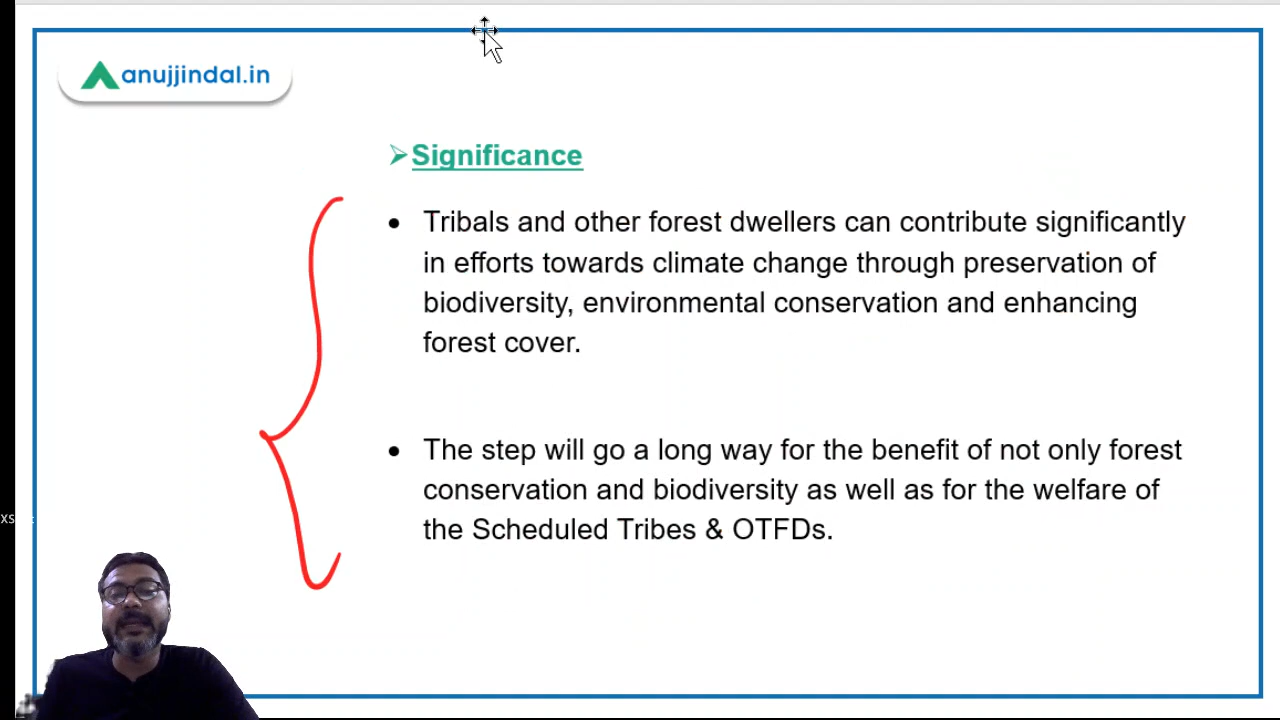 anujjindal.in
➢Significance
• Tribals and other forest dwellers can contribute significantly
in efforts towards climate change through preservation of
biodiversity, environmental conservation and enhancing
forest cover.
• The step will go a long way for the benefit of not only forest
conservation and biodiversity as well as for the welfare of
the Scheduled Tribes & OTFDs.